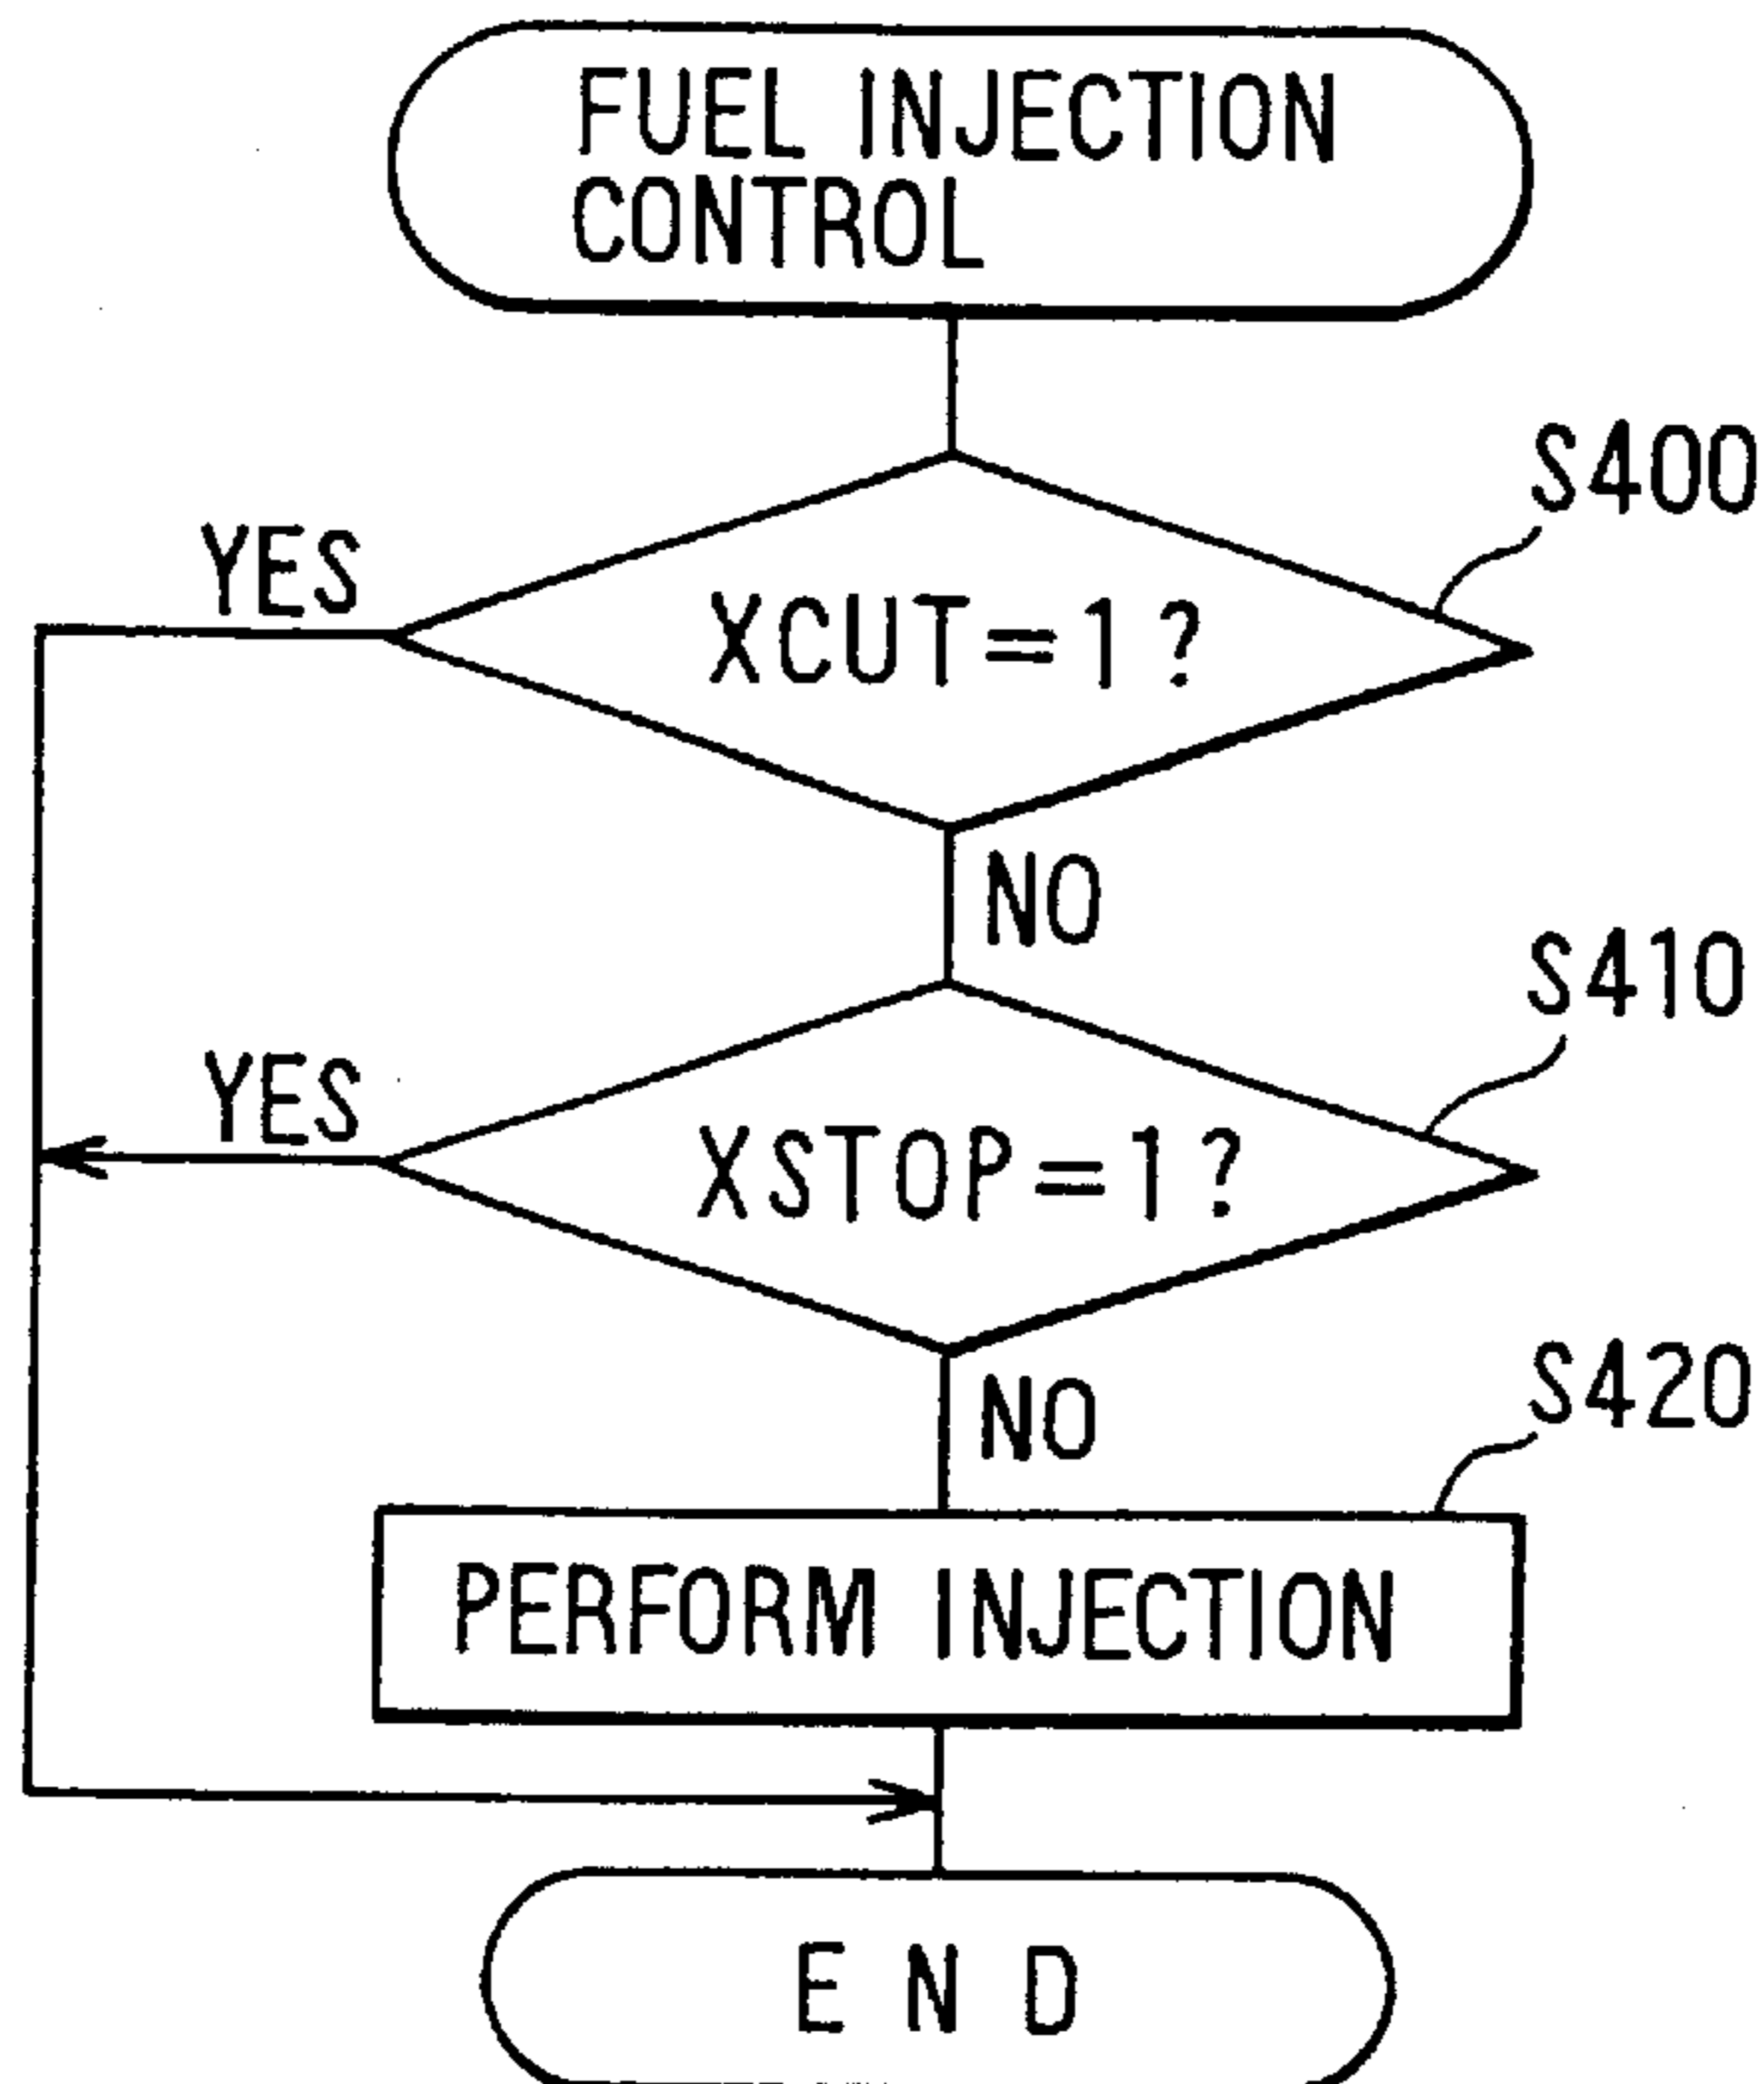 FUEL INJECTION
CONTROL
S400
YES
XCUT=1?
NO
S410
YES
XSTOP=1?
NO
S420
PERFORM INJECTION
END